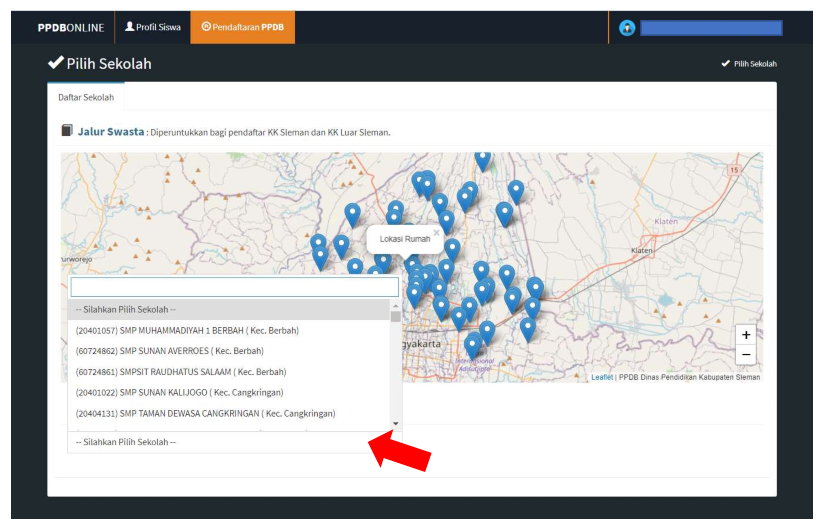 PPDBONLINE
Profil Siswa
Pendaftaran PPDB
Pilih Sekolah
Pilih Sekolah
Daftar Sekolah
Jalur Swasta : Diperuntukkan bagi pendaftar KK Sleman dan KK Luar Sleman.
15
Klaten
Lokasi Rumah
×
Klaten
urworejo
-- Silahkan Pilih Sekolah --
(20401057) SMP MUHAMMADIYAH 1 BERBAH ( Kec. Berbah)
(60724862) SMP SUNAN AVERROES ( Kec. Berbah)
(60724861) SMPSIT RAUDHATUS SALAAM ( Kec. Berbah)
(20401022) SMP SUNAN KALIJOGO ( Kec. Cangkringan)
(20404131) SMP TAMAN DEWASA CANGKRINGAN ( Kec. Cangkringan)
-- Silahkan Pilih Sekolah --
gyakarta
+
−
Leaflet | PPDB Dinas Pendidikan Kabupaten Sleman